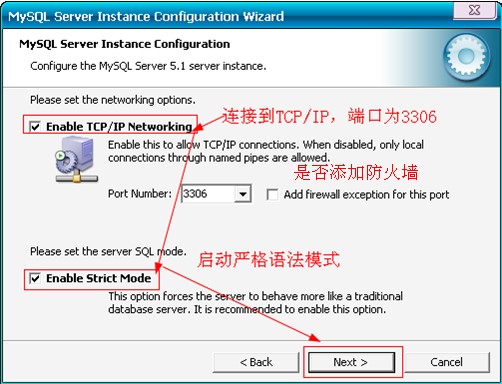 MySQL Server Instance Configuration Wizard
MySQL Server Instance Configuration
Configure the MySQL Server 5.1 server instance.
Please set the networking options.
Enable TCP/IP Networking
连接到TCP/IP，端口为3306
Enable this to allow TCP/IP connections. When disabled, only local
connections through named pipes are allowed.
是否添加防火墙
Port Number: 3306 Add firewall exception for this port
Please set the server SQL mode.
启动严格语法模式
Enable Strict Mode
This option forces the server to behave more like a traditional
database server. It is recommended to enable this option.
< Back Next > Cancel